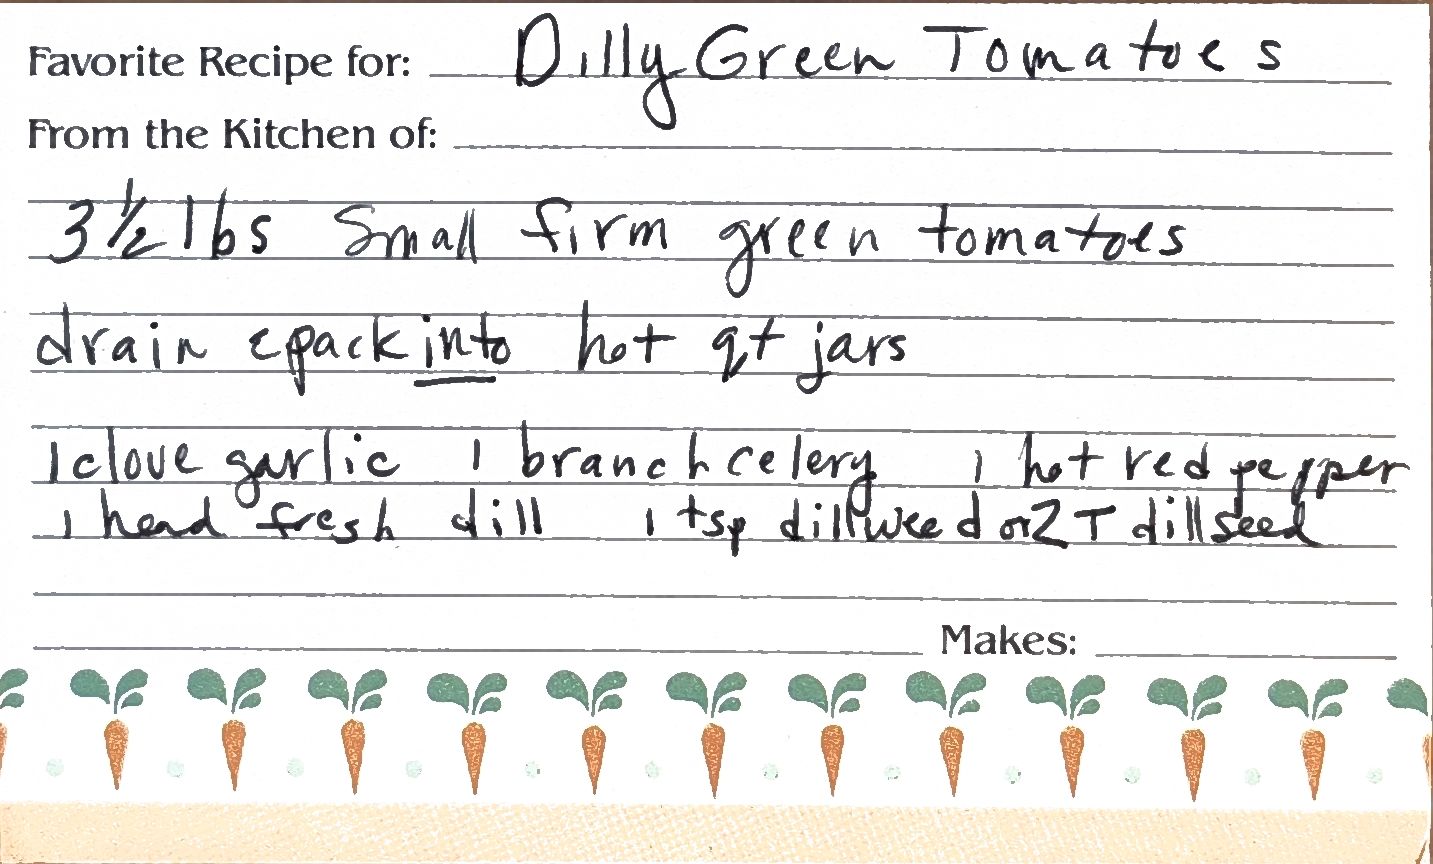 Favorite Recipe for: Dilly Green Tomatoes
From the Kitchen of:
3 1/2 lbs Small firm green tomatoes
drain & pack into hot qt jars
1 clove garlic 1 branch celery 1 hot red pepper
1 head fresh dill 1 tsp dillweed or 2 T dillseed
Makes: